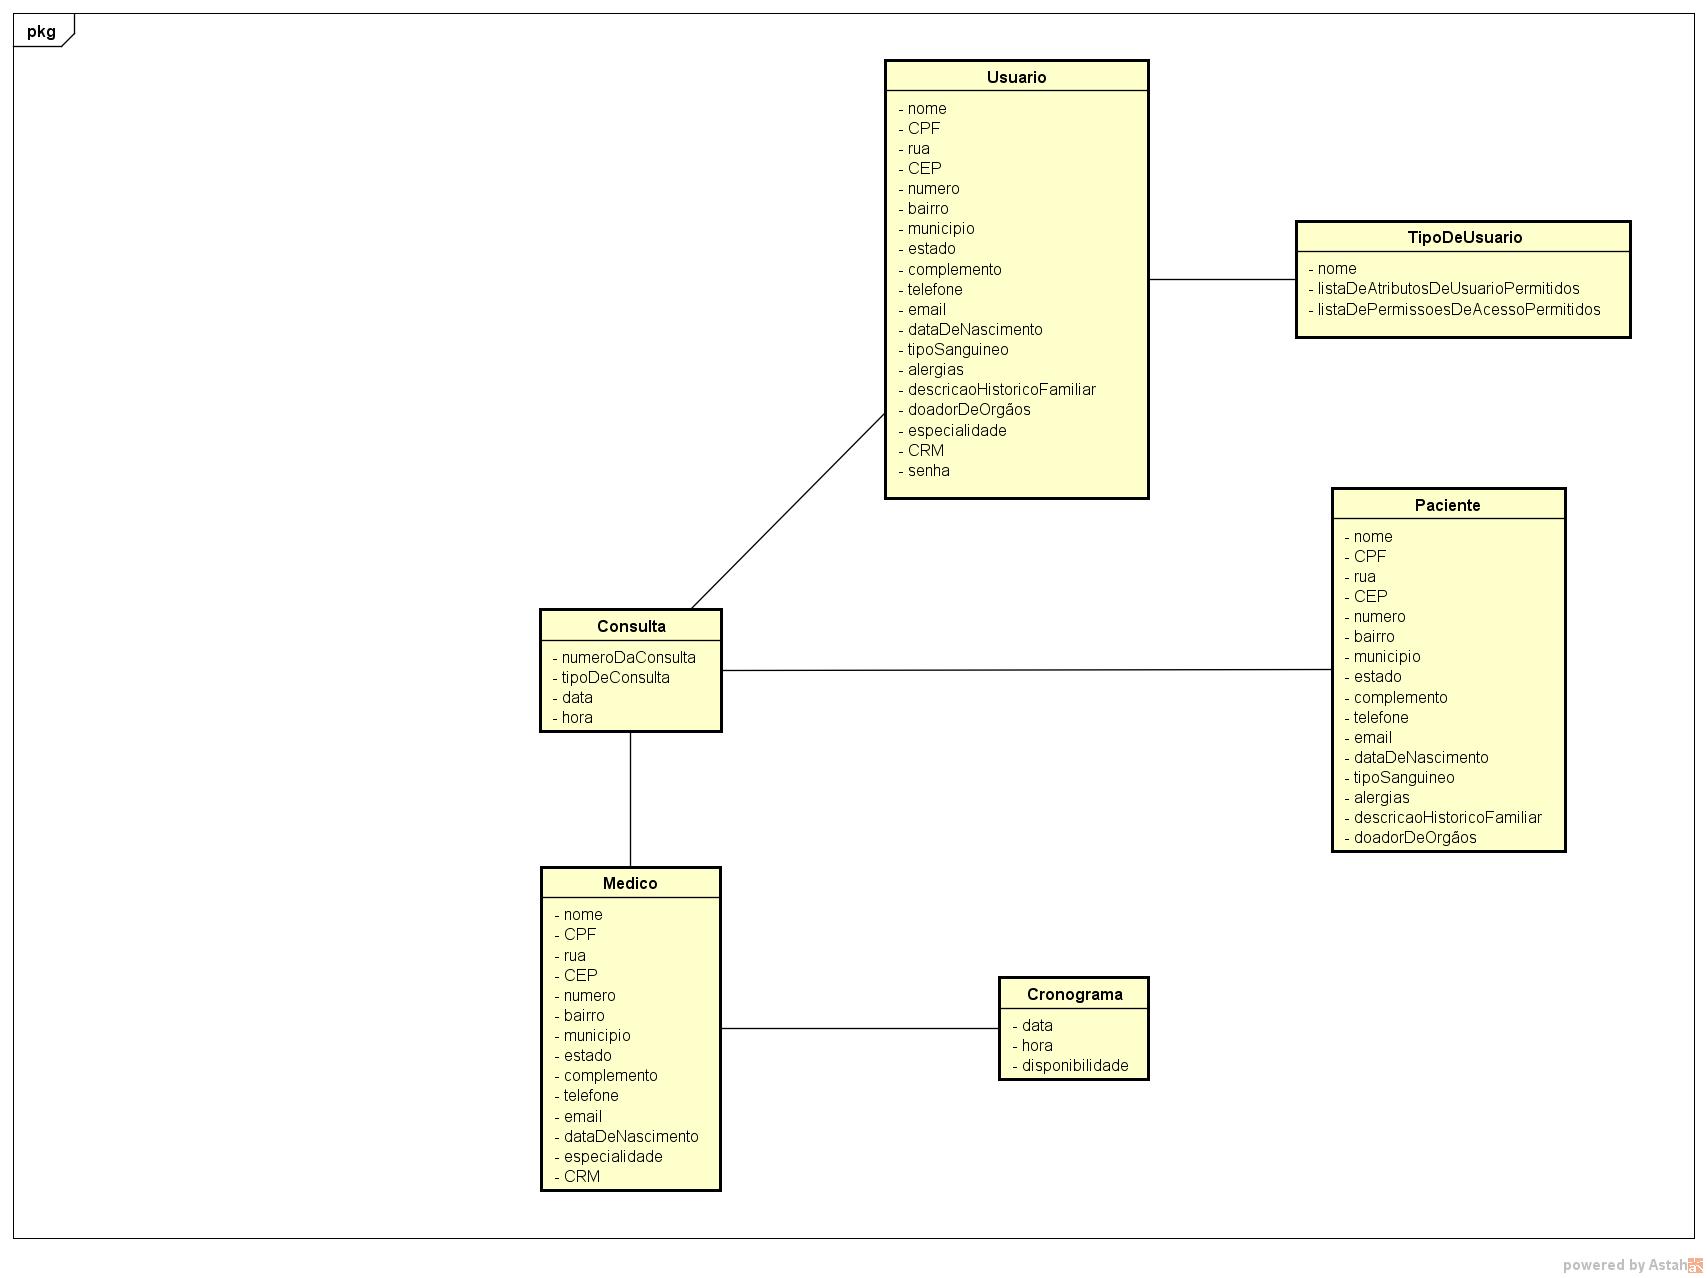 pkg
Usuario
- nome
- CPF
- rua
- CEP
- numero
- bairro
- municipio
- estado
- complemento
- telefone
- email
- dataDeNascimento
- tipoSanguineo
- alergias
- descricaoHistoricoFamiliar
- doadorDeOrgãos
- especialidade
- CRM
- senha
TipoDeUsuario
- nome
- listaDeAtributosDeUsuarioPermitidos
- listaDePermissoesDeAcessoPermitidos
Paciente
- nome
- CPF
- rua
- CEP
- numero
- bairro
- municipio
- estado
- complemento
- telefone
- email
- dataDeNascimento
- tipoSanguineo
- alergias
- descricaoHistoricoFamiliar
- doadorDeOrgãos
Consulta
- numeroDaConsulta
- tipoDeConsulta
- data
- hora
Medico
- nome
- CPF
- rua
- CEP
- numero
- bairro
- municipio
- estado
- complemento
- telefone
- email
- dataDeNascimento
- especialidade
- CRM
Cronograma
- data
- hora
- disponibilidade
powered by Astah